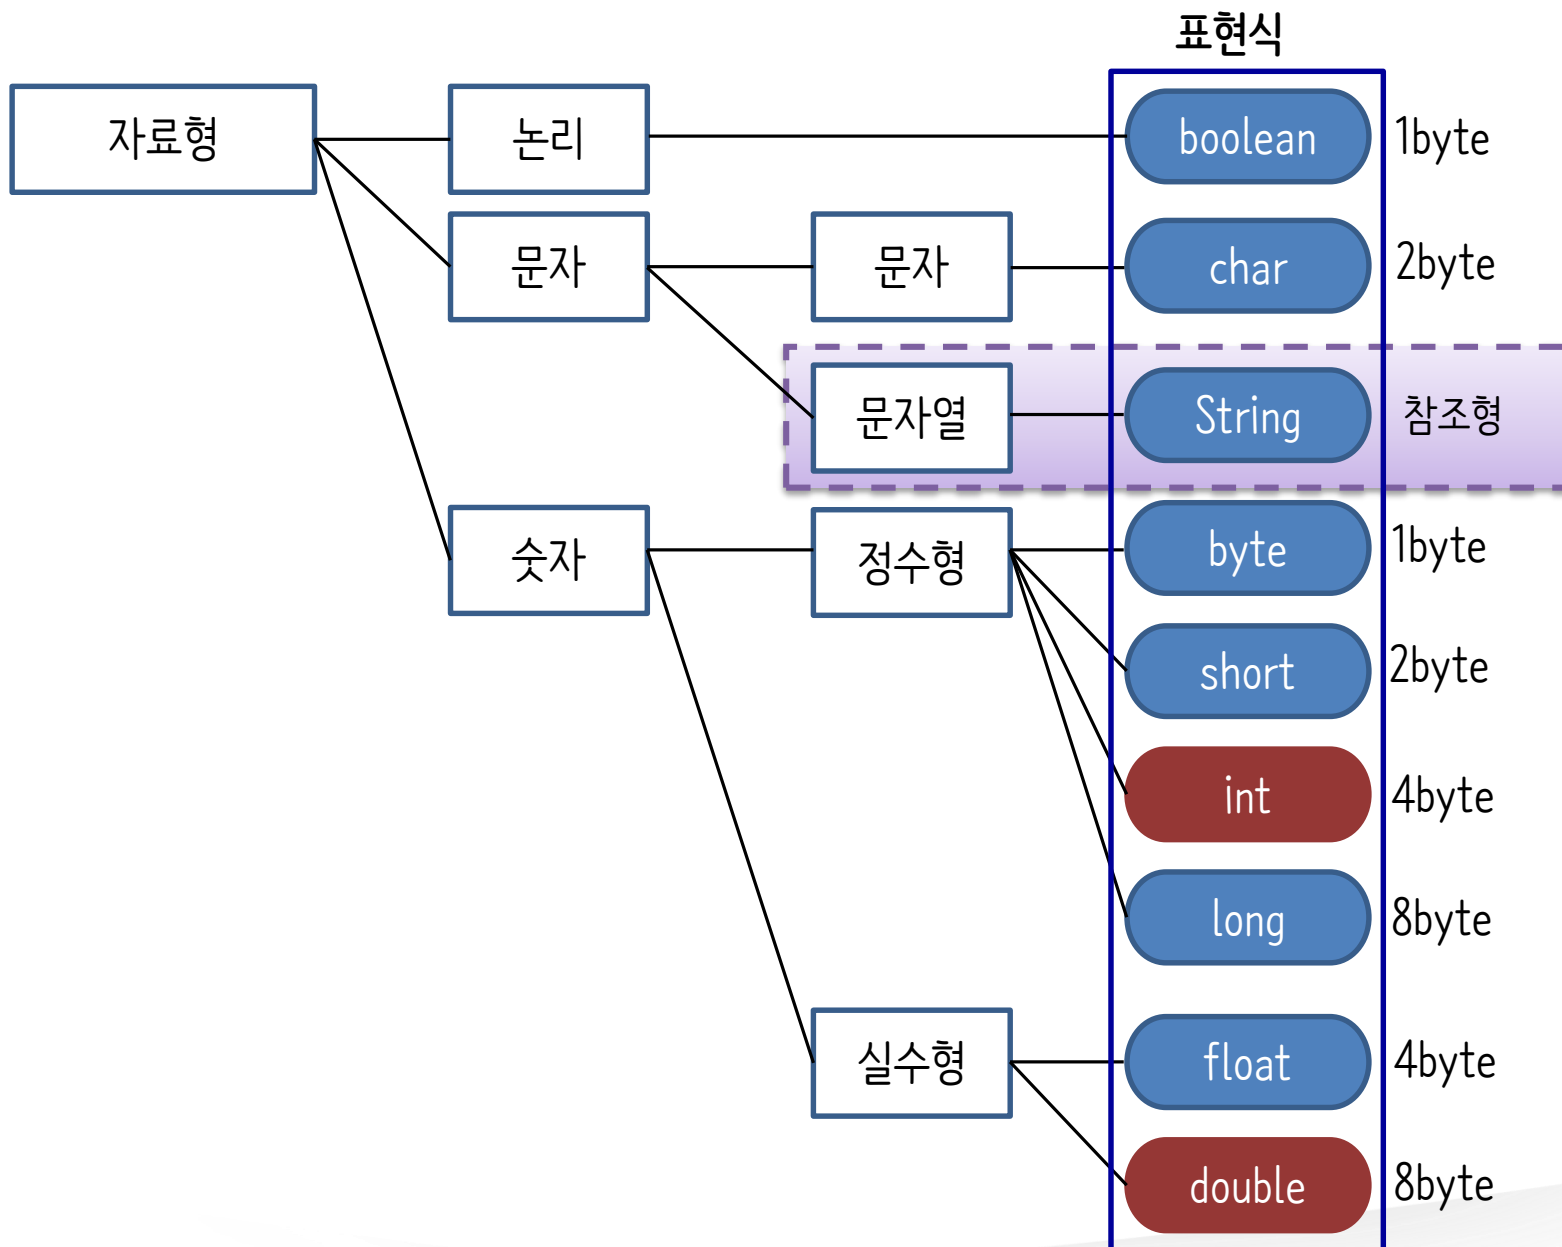 표현식
자료형
논리
boolean
1byte
문자
문자
char
2byte
문자열
String
참조형
숫자
정수형
byte
1byte
short
2byte
int
4byte
long
8byte
실수형
float
4byte
double
8byte